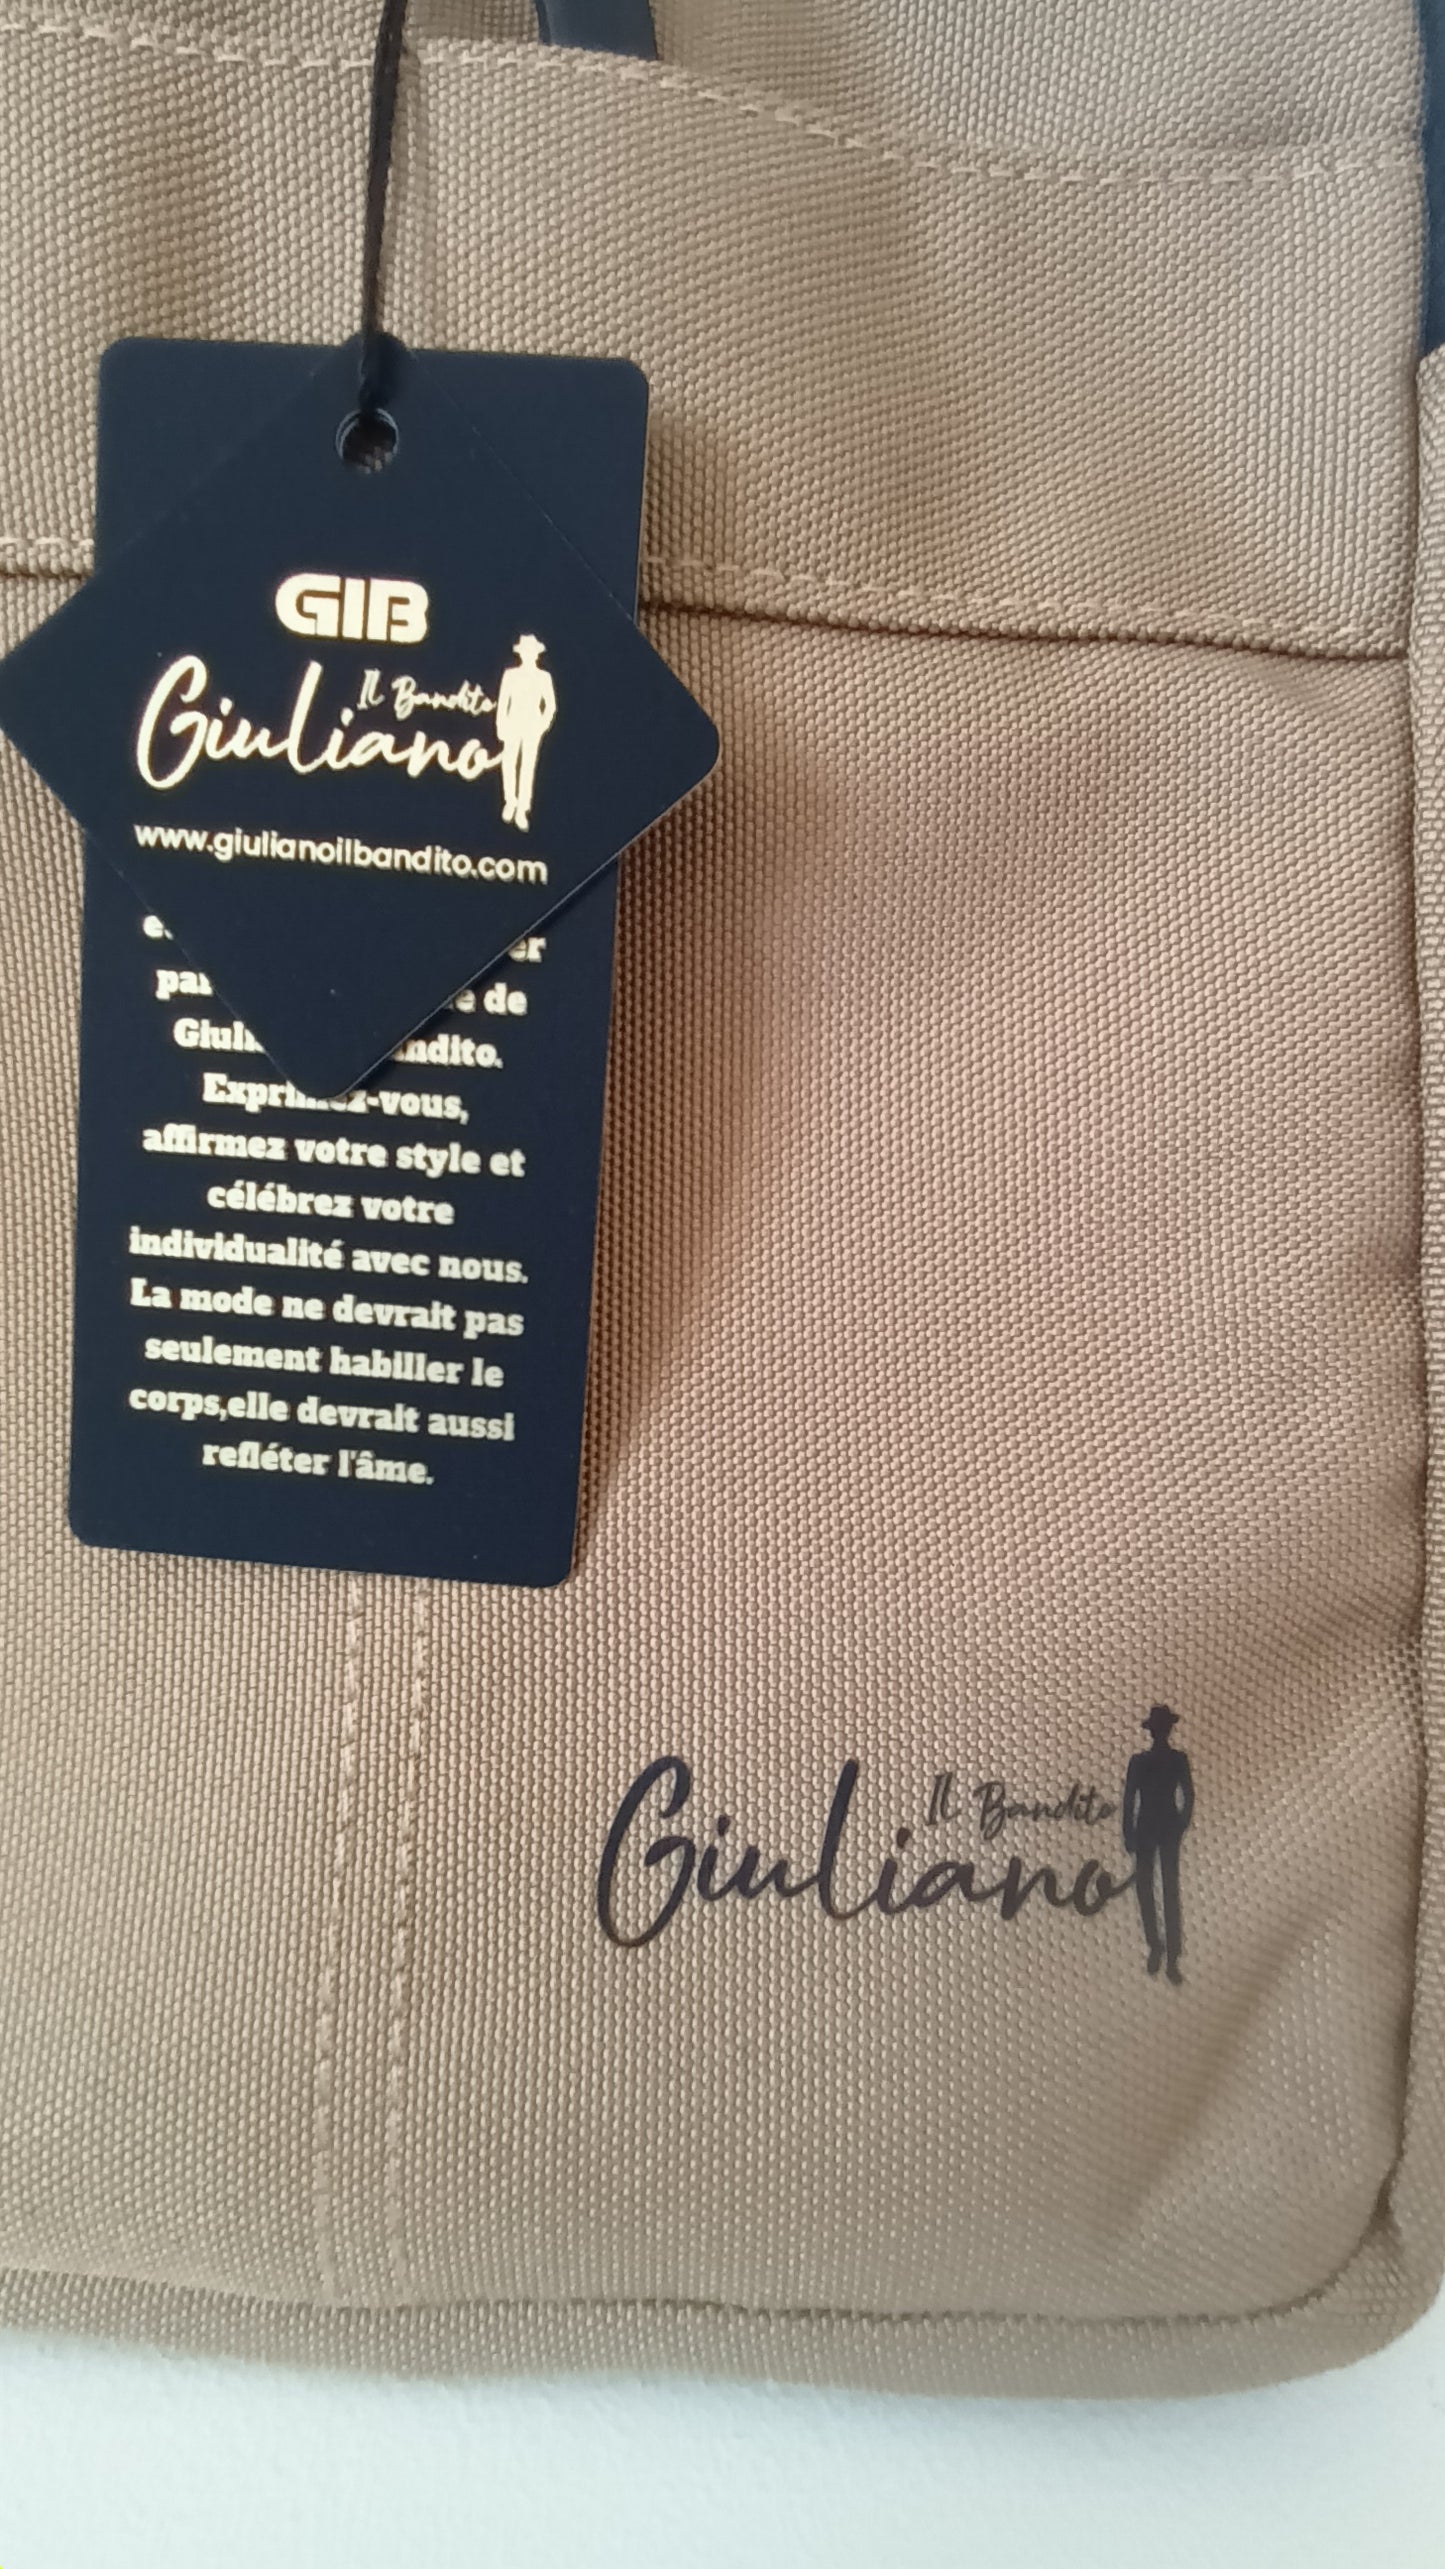 GIB
Il Bandito
Giuliano
www.giulianoilbandito.com
de
Exprimez-vous,
affirmez votre style et
célébrez votre
individualité avec nous.
La mode ne devrait pas
seulement habiller le
corps,elle devrait aussi
refléter l'âme.
Il Bandito
Giuliano